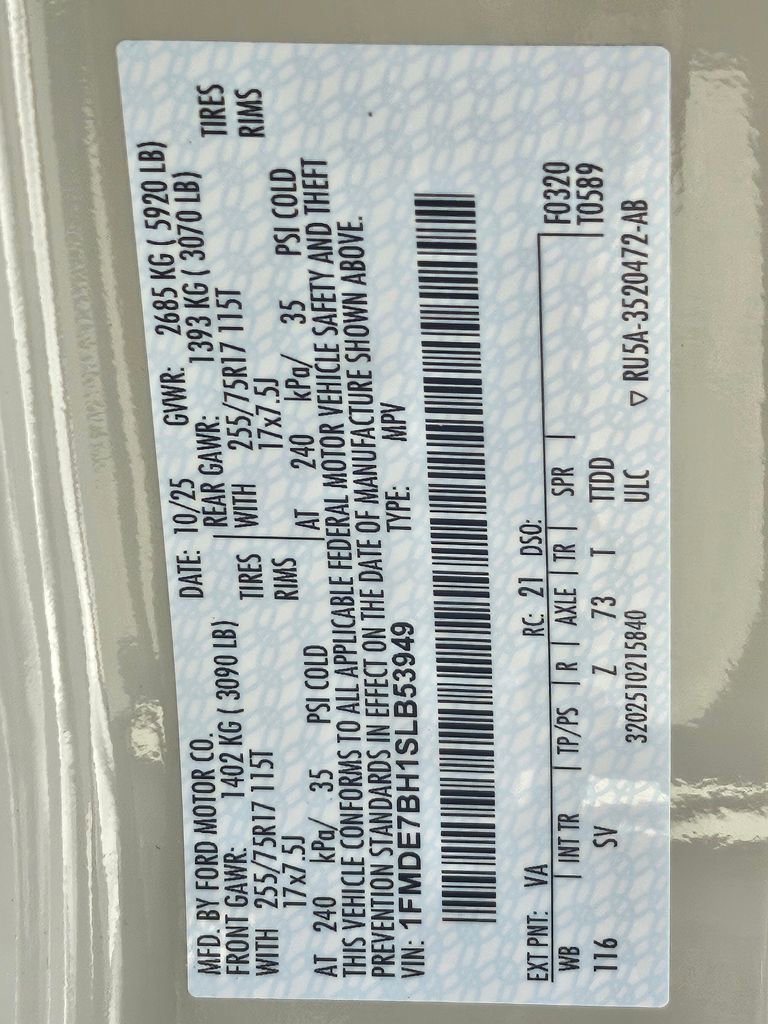 MFD. BY FORD MOTOR CO. DATE: 10/25 GVWR: 2685 KG ( 5920 LB)
FRONT GAWR: 1402 KG ( 3090 LB) REAR GAWR: 1393 KG ( 3070 LB)
WITH 255/75R17 115T TIRES WITH 255/75R17 115T TIRES
17x7.5J RIMS 17x7.5J RIMS
AT 240 kPa/ 35 PSI COLD AT 240 kPa/ 35 PSI COLD
THIS VEHICLE CONFORMS TO ALL APPLICABLE FEDERAL MOTOR VEHICLE SAFETY AND THEFT
PREVENTION STANDARDS IN EFFECT ON THE DATE OF MANUFACTURE SHOWN ABOVE.
VIN: 1FMDE7BH1SLB53949 TYPE: MPV
EXT PNT: VA RC: 21 DSO: F0320
WB | INT TR | TP/PS | R | AXLE | TR | SPR | T0589
116 SV Z 73 T TTDD
3202510215840 ULC ▽ RU5A-3520472-AB